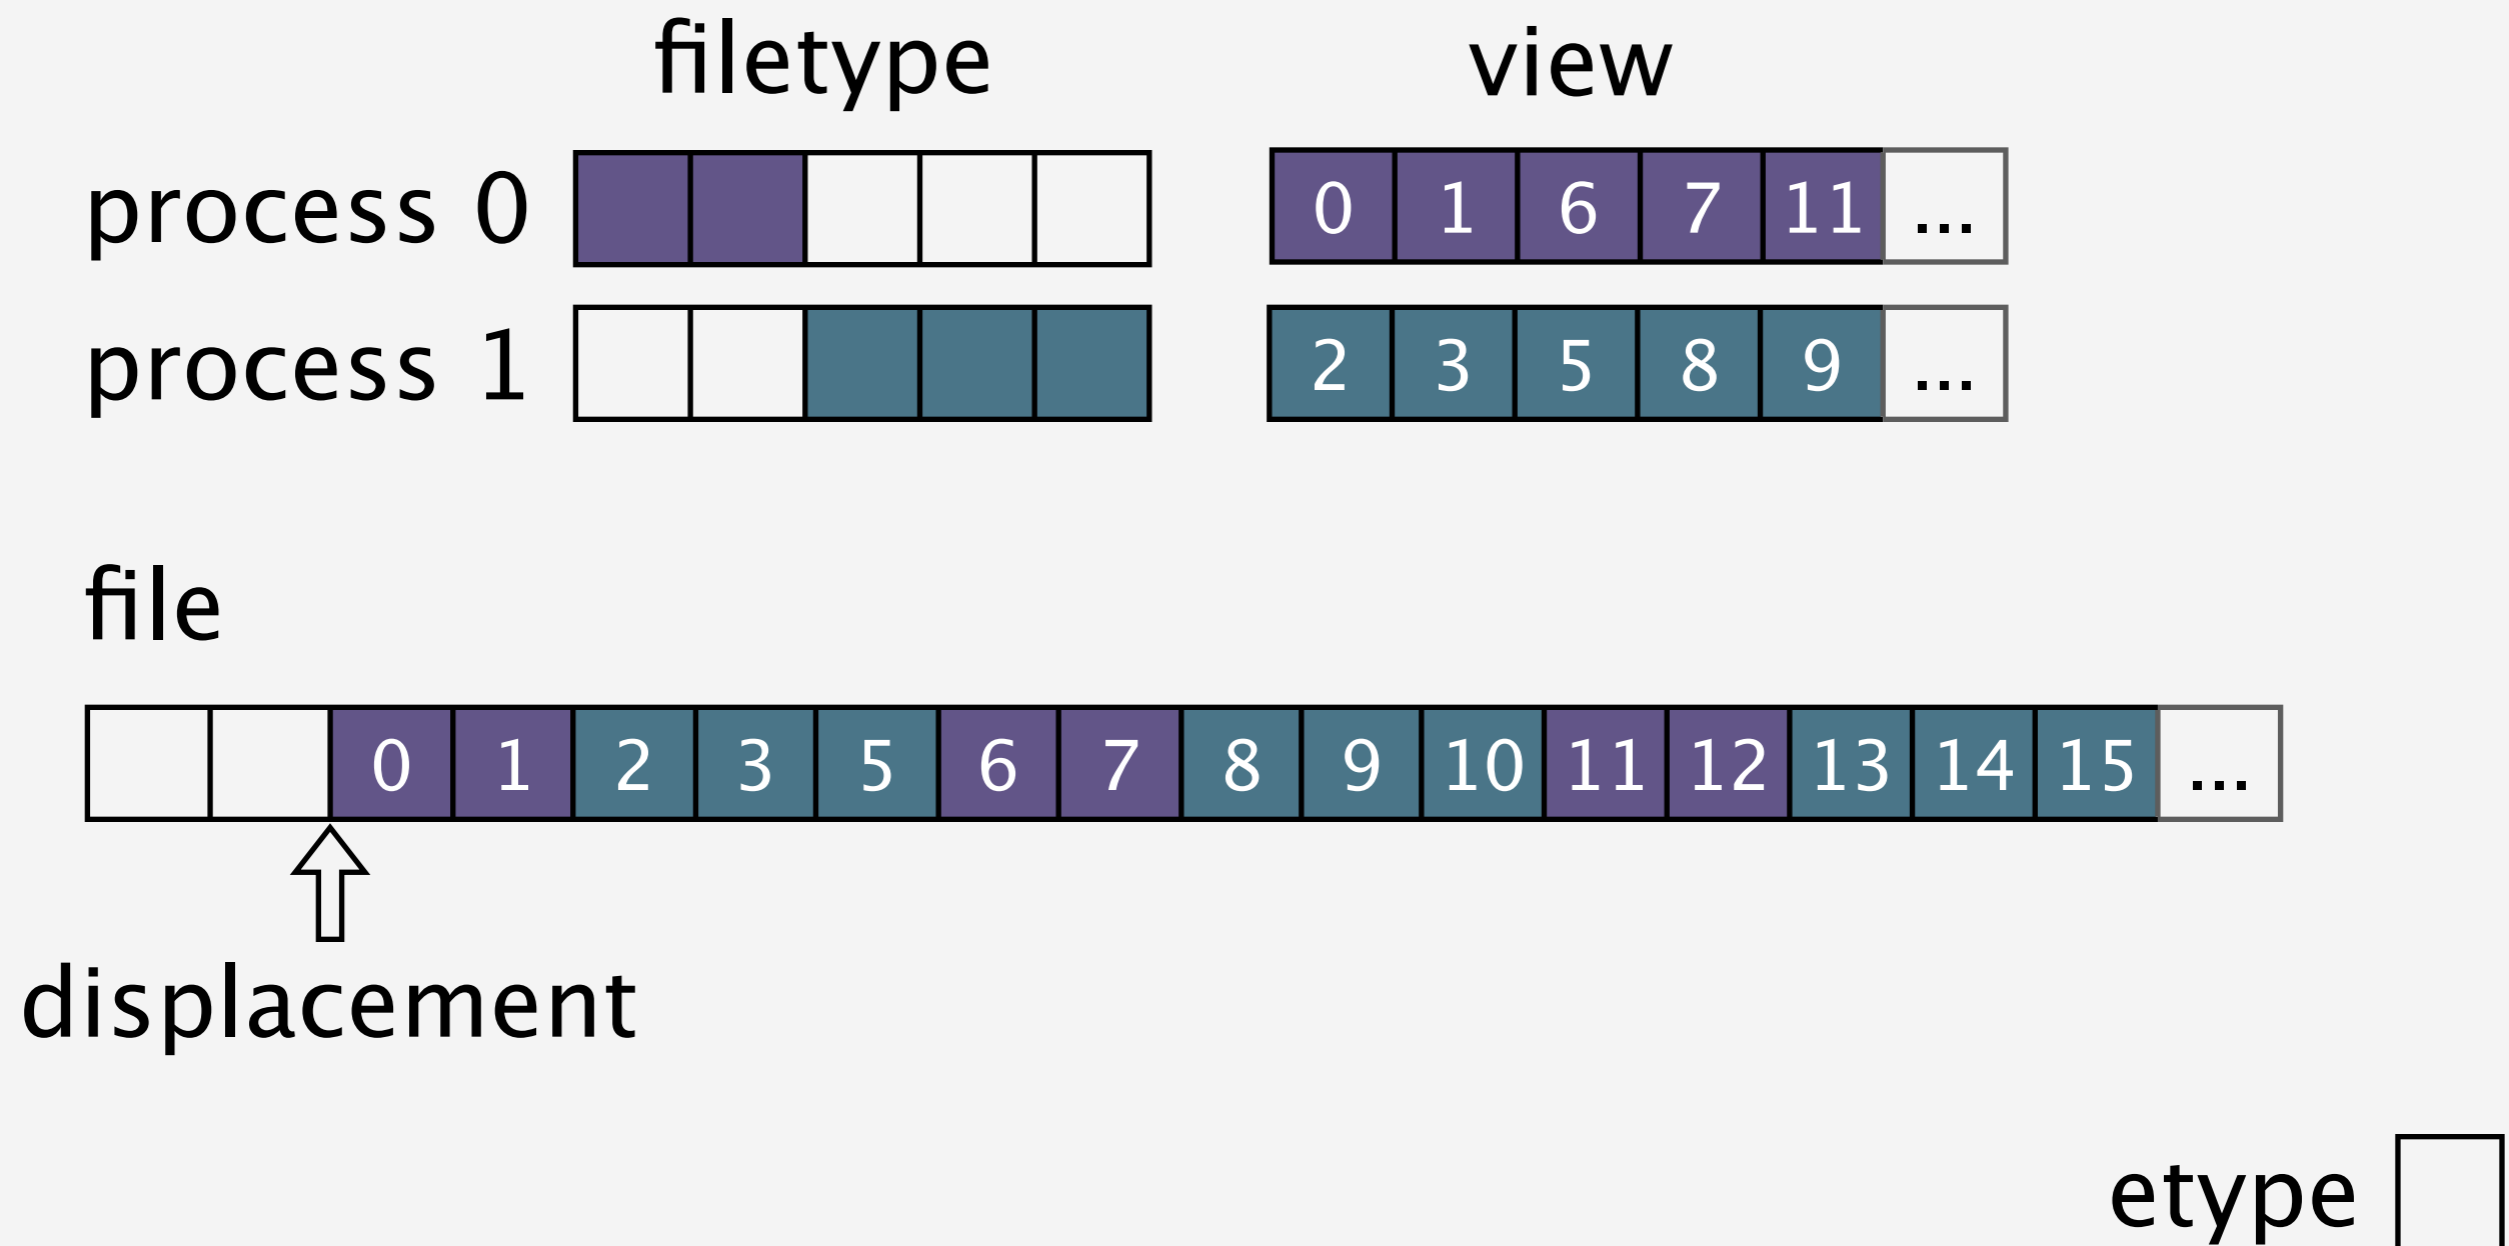 filetype view
process 0 0 1 6 7 11 ...
process 1 2 3 5 8 9 ...
file
0 1 2 3 5 6 7 8 9 10 11 12 13 14 15 ...
displacement
etype